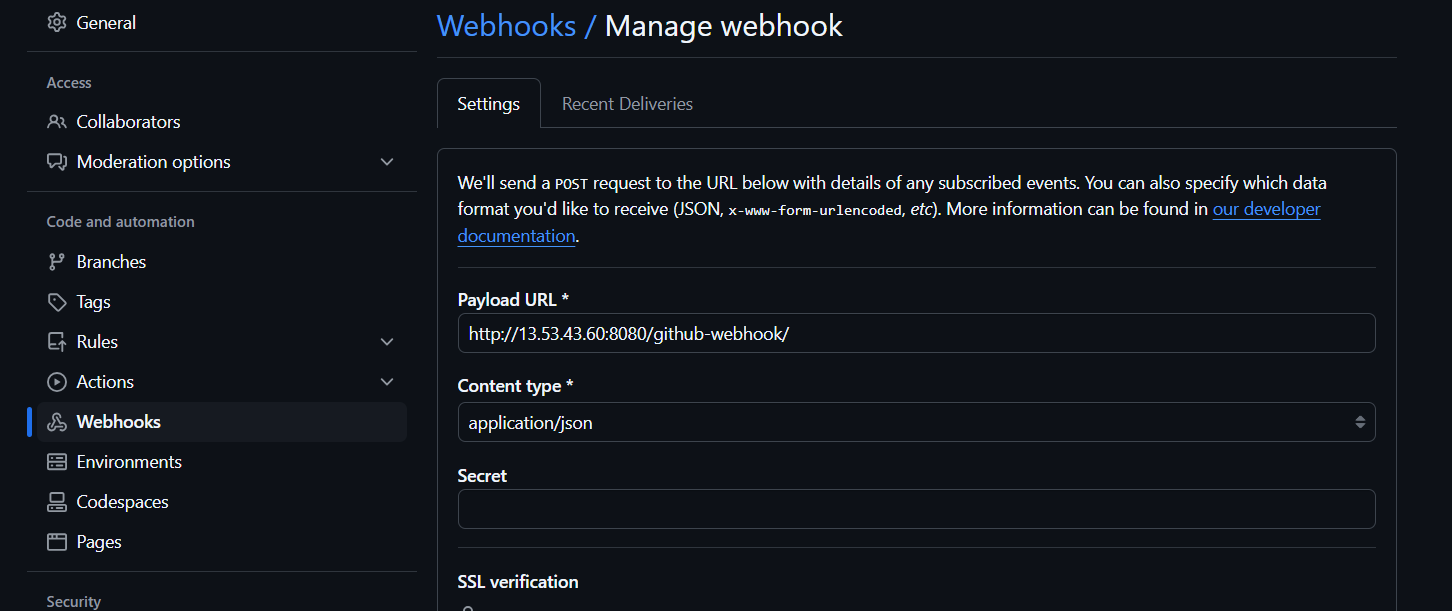 General
Access
Collaborators
Moderation options
Code and automation
Branches
Tags
Rules
Actions
Webhooks
Environments
Codespaces
Pages
Security
Webhooks / Manage webhook
Settings
Recent Deliveries
We'll send a POST request to the URL below with details of any subscribed events. You can also specify which data
format you'd like to receive (JSON, x-www-form-urlencoded, etc). More information can be found in our developer
documentation.
Payload URL *
http://13.53.43.60:8080/github-webhook/
Content type *
application/json
Secret
SSL verification